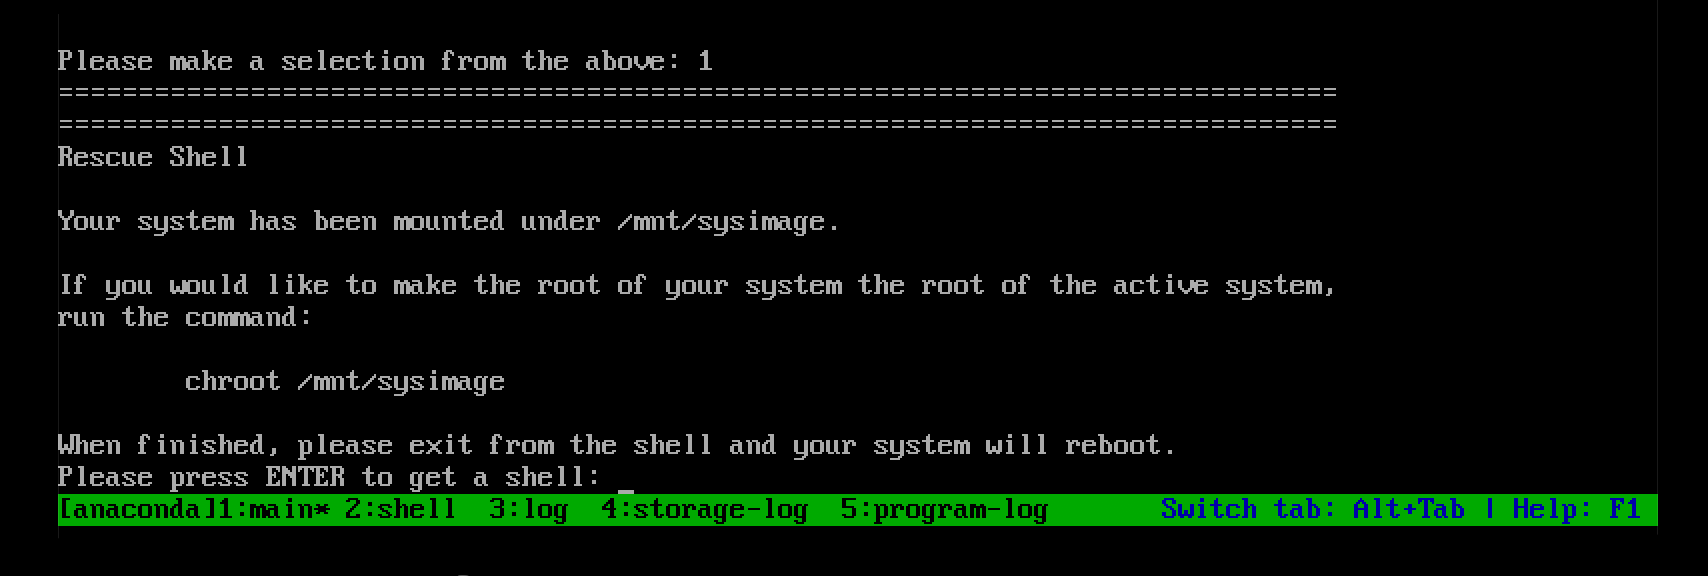 Please make a selection from the above: 1
================================================================================
================================================================================
Rescue Shell
Your system has been mounted under /mnt/sysimage.
If you would like to make the root of your system the root of the active system,
run the command:
chroot /mnt/sysimage
When finished, please exit from the shell and your system will reboot.
Please press ENTER to get a shell: _
[anaconda]1:main* 2:shell  3:log  4:storage-log  5:program-log       Switch tab: Alt+Tab | Help: F1